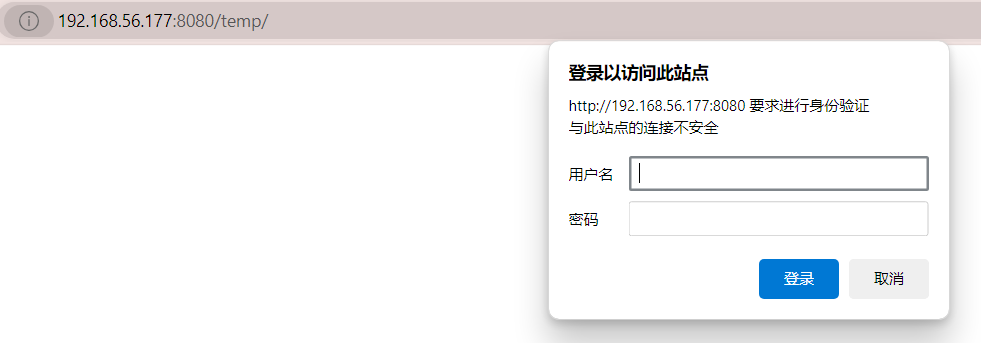 192.168.56.177:8080/temp/
登录以访问此站点
http://192.168.56.177:8080 要求进行身份验证
与此站点的连接不安全
用户名
密码
登录 取消